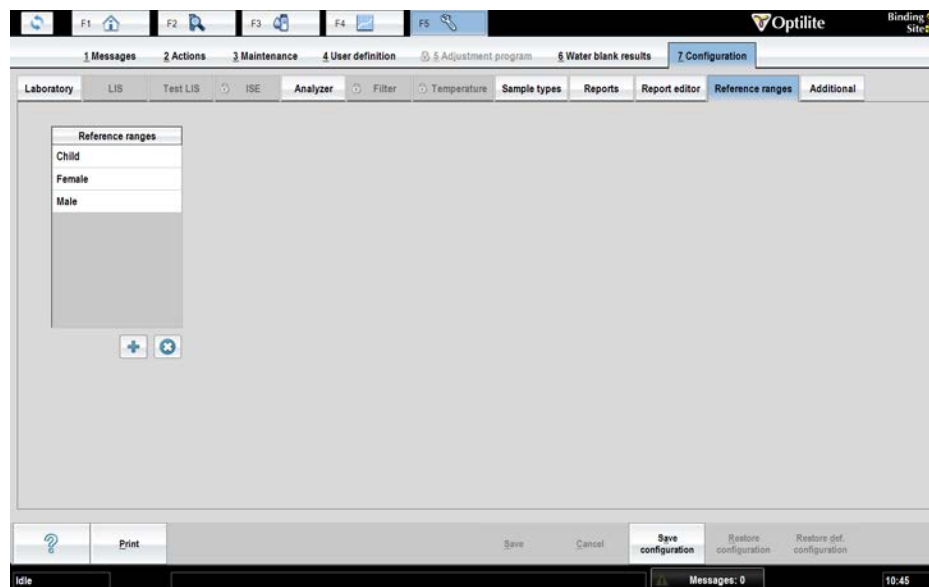 F1 F2 F3 F4 F5 Optilite Binding Site
1 Messages 2 Actions 3 Maintenance 4 User definition 5 Adjustment program 6 Water blank results 7 Configuration
Laboratory LIS Test LIS ISE Analyzer Filter Temperature Sample types Reports Report editor Reference ranges Additional
Reference ranges
Child
Female
Male
Print Save Cancel Save configuration Restore configuration Restore def. configuration
Idle Messages: 0 10:45